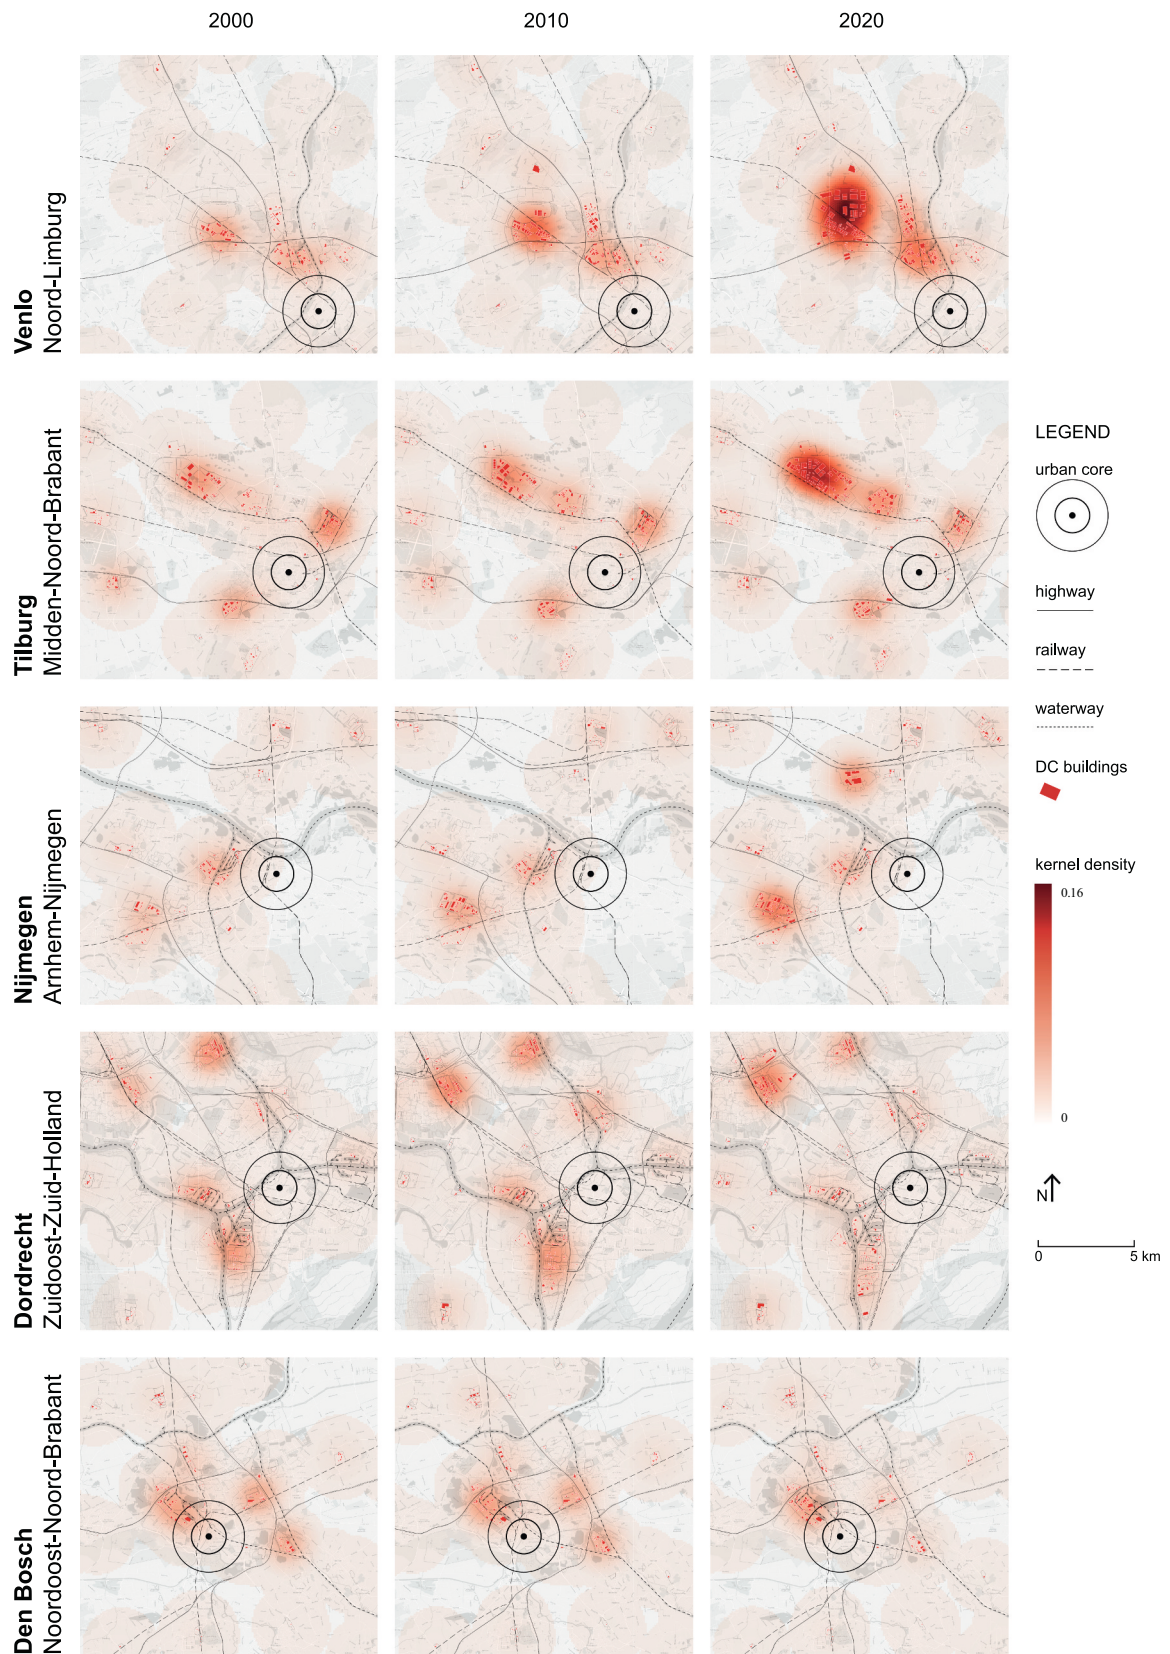 2000
2010
2020
Venlo
Noord-Limburg
Tilburg
Midden-Noord-Brabant
Nijmegen
Arnhem-Nijmegen
Dordrecht
Zuidoost-Zuid-Holland
Den Bosch
Noordoost-Noord-Brabant
LEGEND
urban core
highway
railway
waterway
DC buildings
kernel density
0.16
0
N
0 5 km